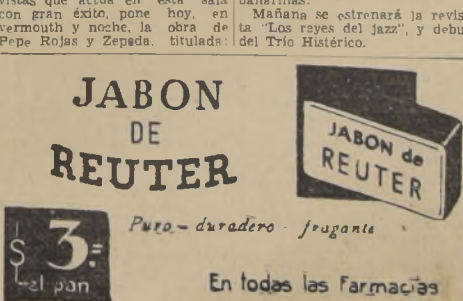 vistas que actúa en esta sala
con gran éxito, pone hoy, en
vermouth y noche, la obra de
Pepe Rojas y Zepeda, titulada:
bailarinas.
Mañana se estrenará la revis-
ta "Los rayes del jazz", y debu
del Trío Histérico.
JABON
DE
REUTER
JABON de
REUTER
Puro - duradero - fragante
$ 3.=
el pan
En todas las Farmacias